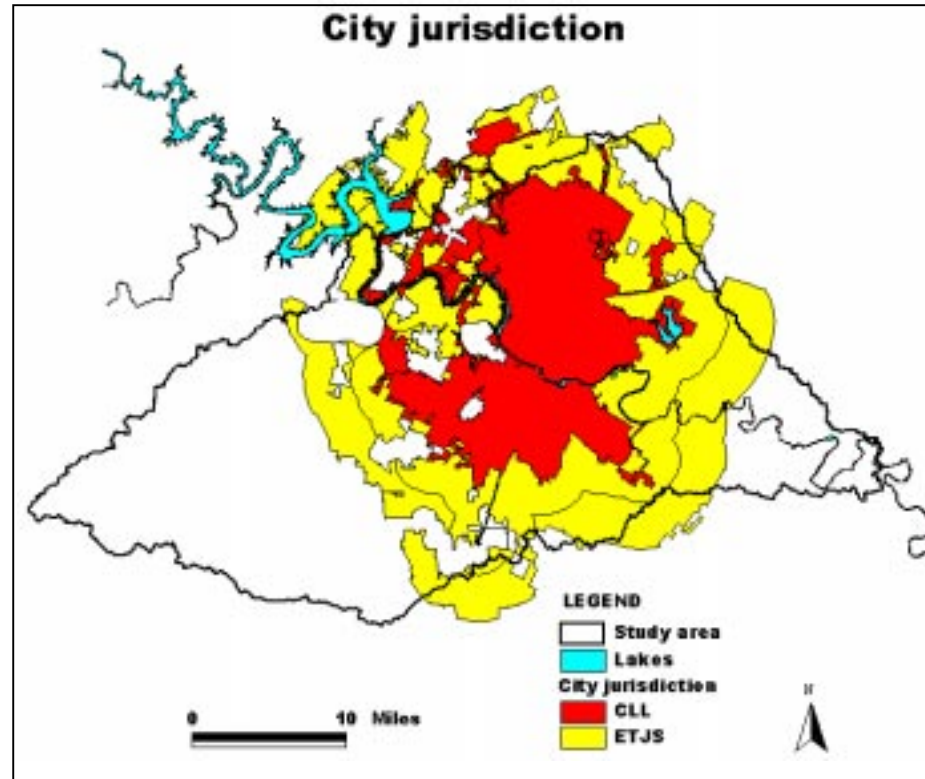 City jurisdiction
LEGEND
Study area
Lakes
City jurisdiction
CLL
ETJS
0 10 Miles
N